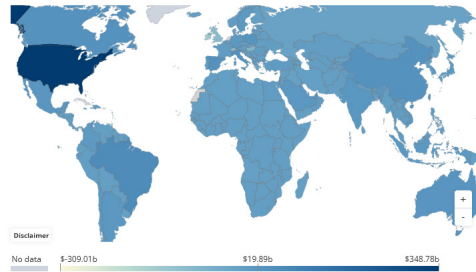 +
-
Disclaimer
No data $-309.01b $19.89b $348.78b